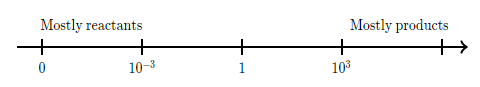 Mostly reactants Mostly products
0 10⁻³ 1 10³